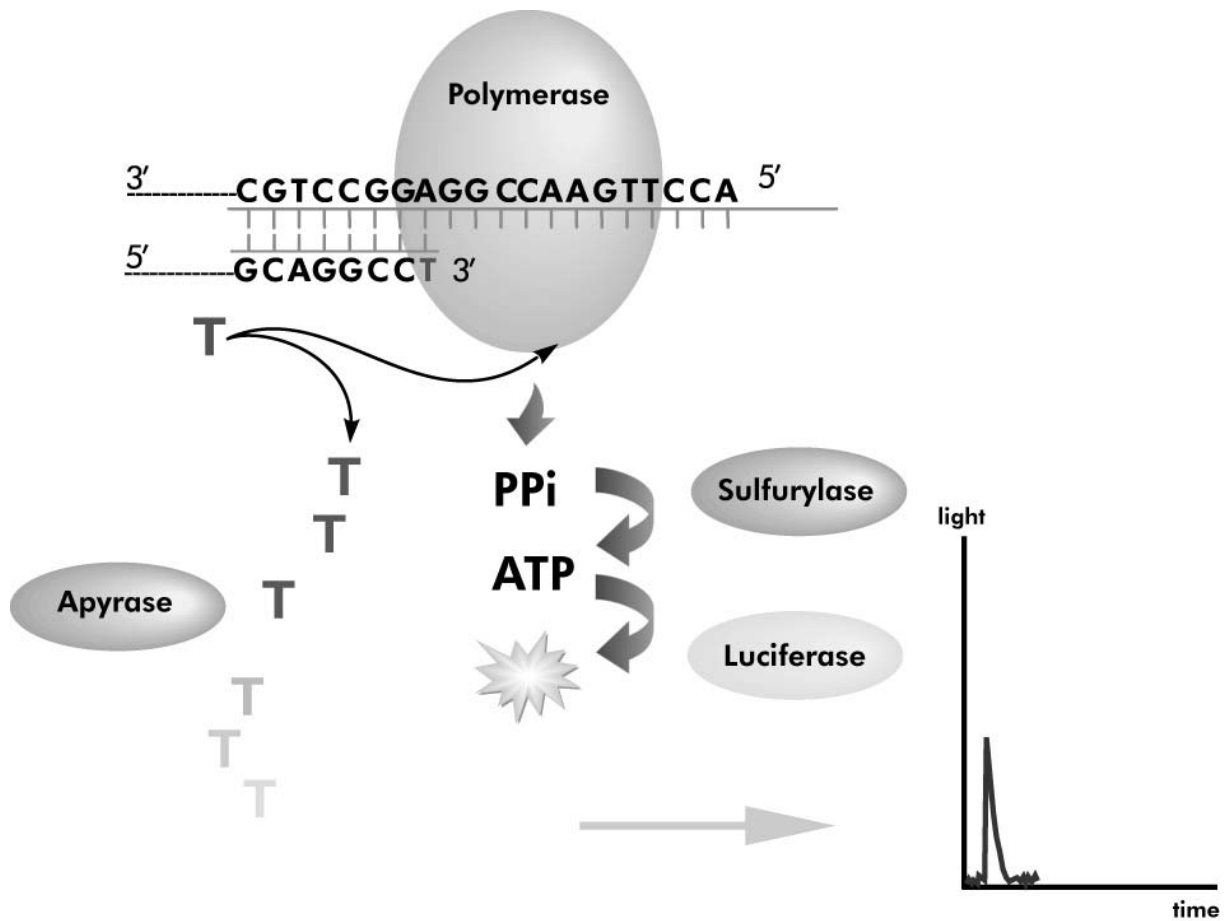 Polymerase
3′ CGTCCGGAGGCCAAGTTCCA 5′
5′ GCAGGCCT 3′
T
T
PPi
Sulfurylase
T
light
ATP
T
Apyrase
Luciferase
T
T
T
time